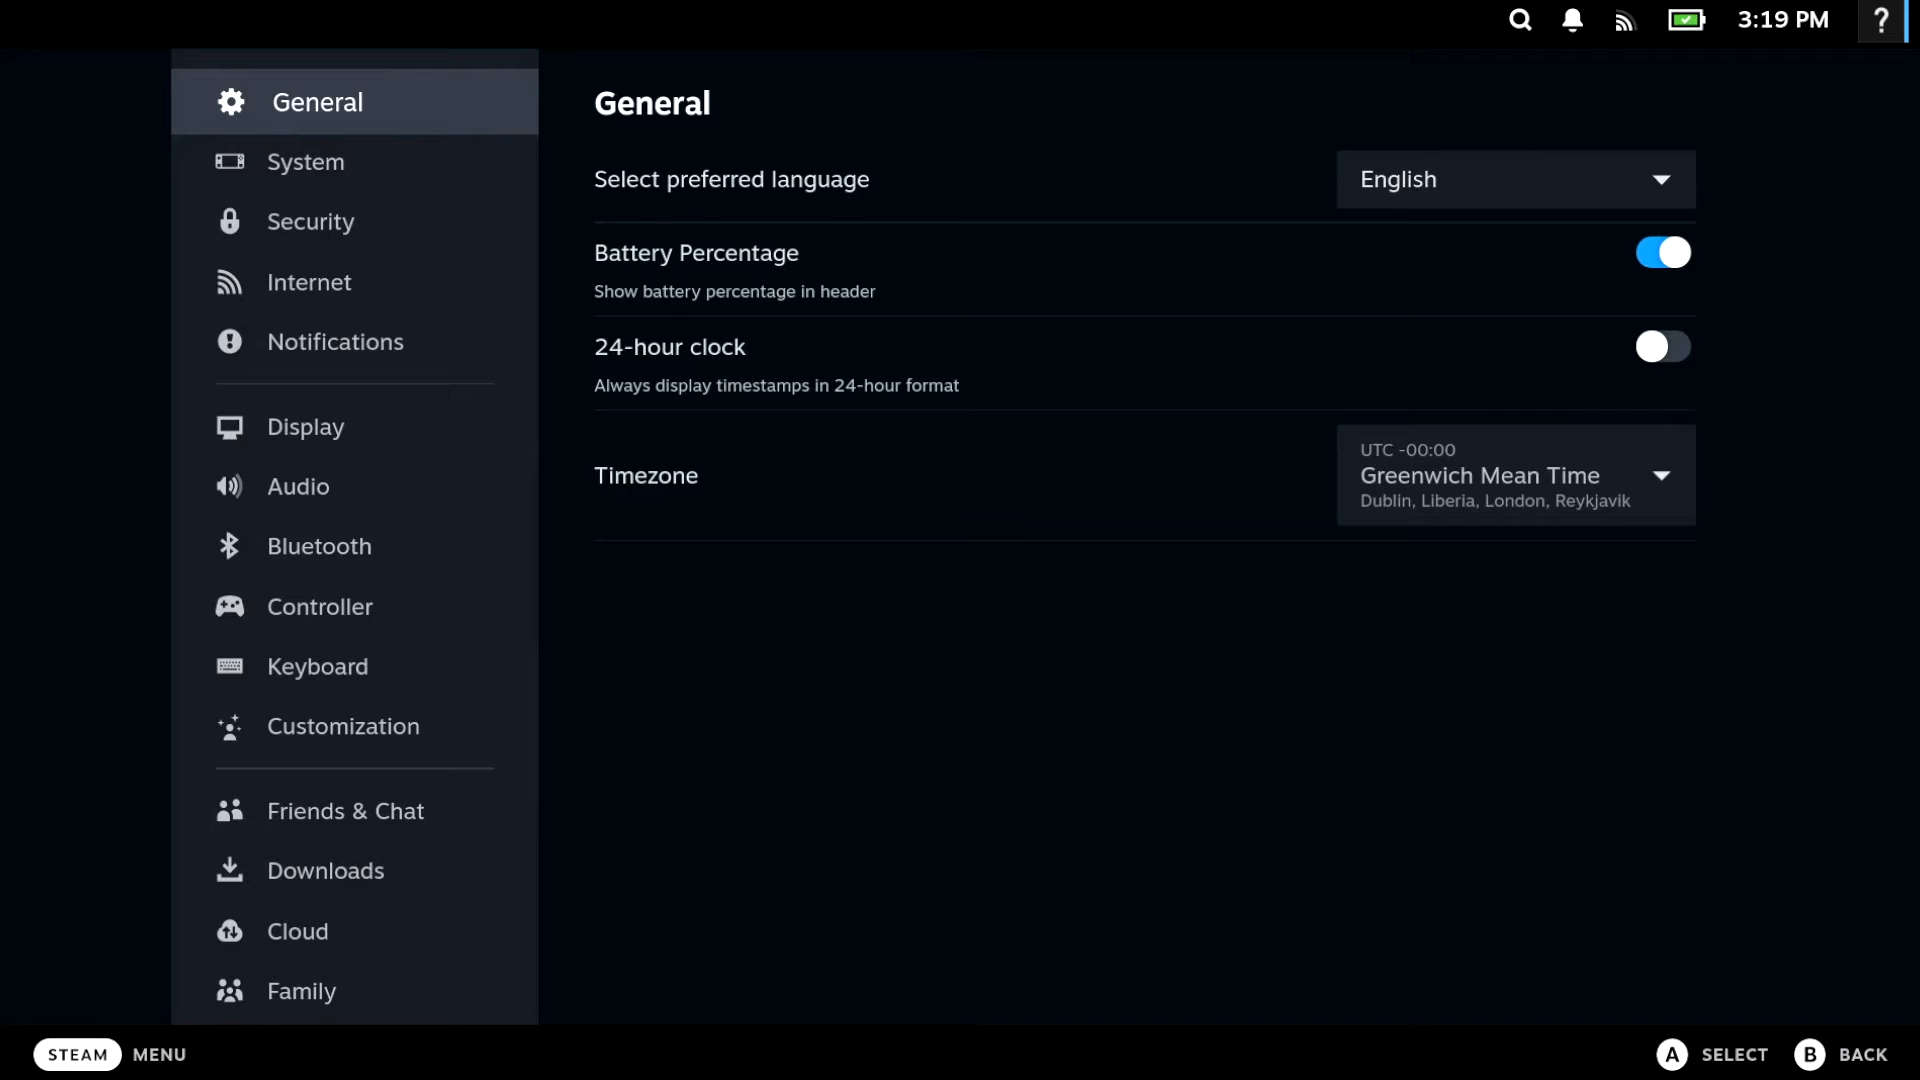 3:19 PM
?
General
System
Security
Internet
Notifications
Display
Audio
Bluetooth
Controller
Keyboard
Customization
Friends & Chat
Downloads
Cloud
Family
General
Select preferred language
English
Battery Percentage
Show battery percentage in header
24-hour clock
Always display timestamps in 24-hour format
Timezone
UTC -00:00
Greenwich Mean Time
Dublin, Liberia, London, Reykjavik
STEAM MENU
A SELECT B BACK